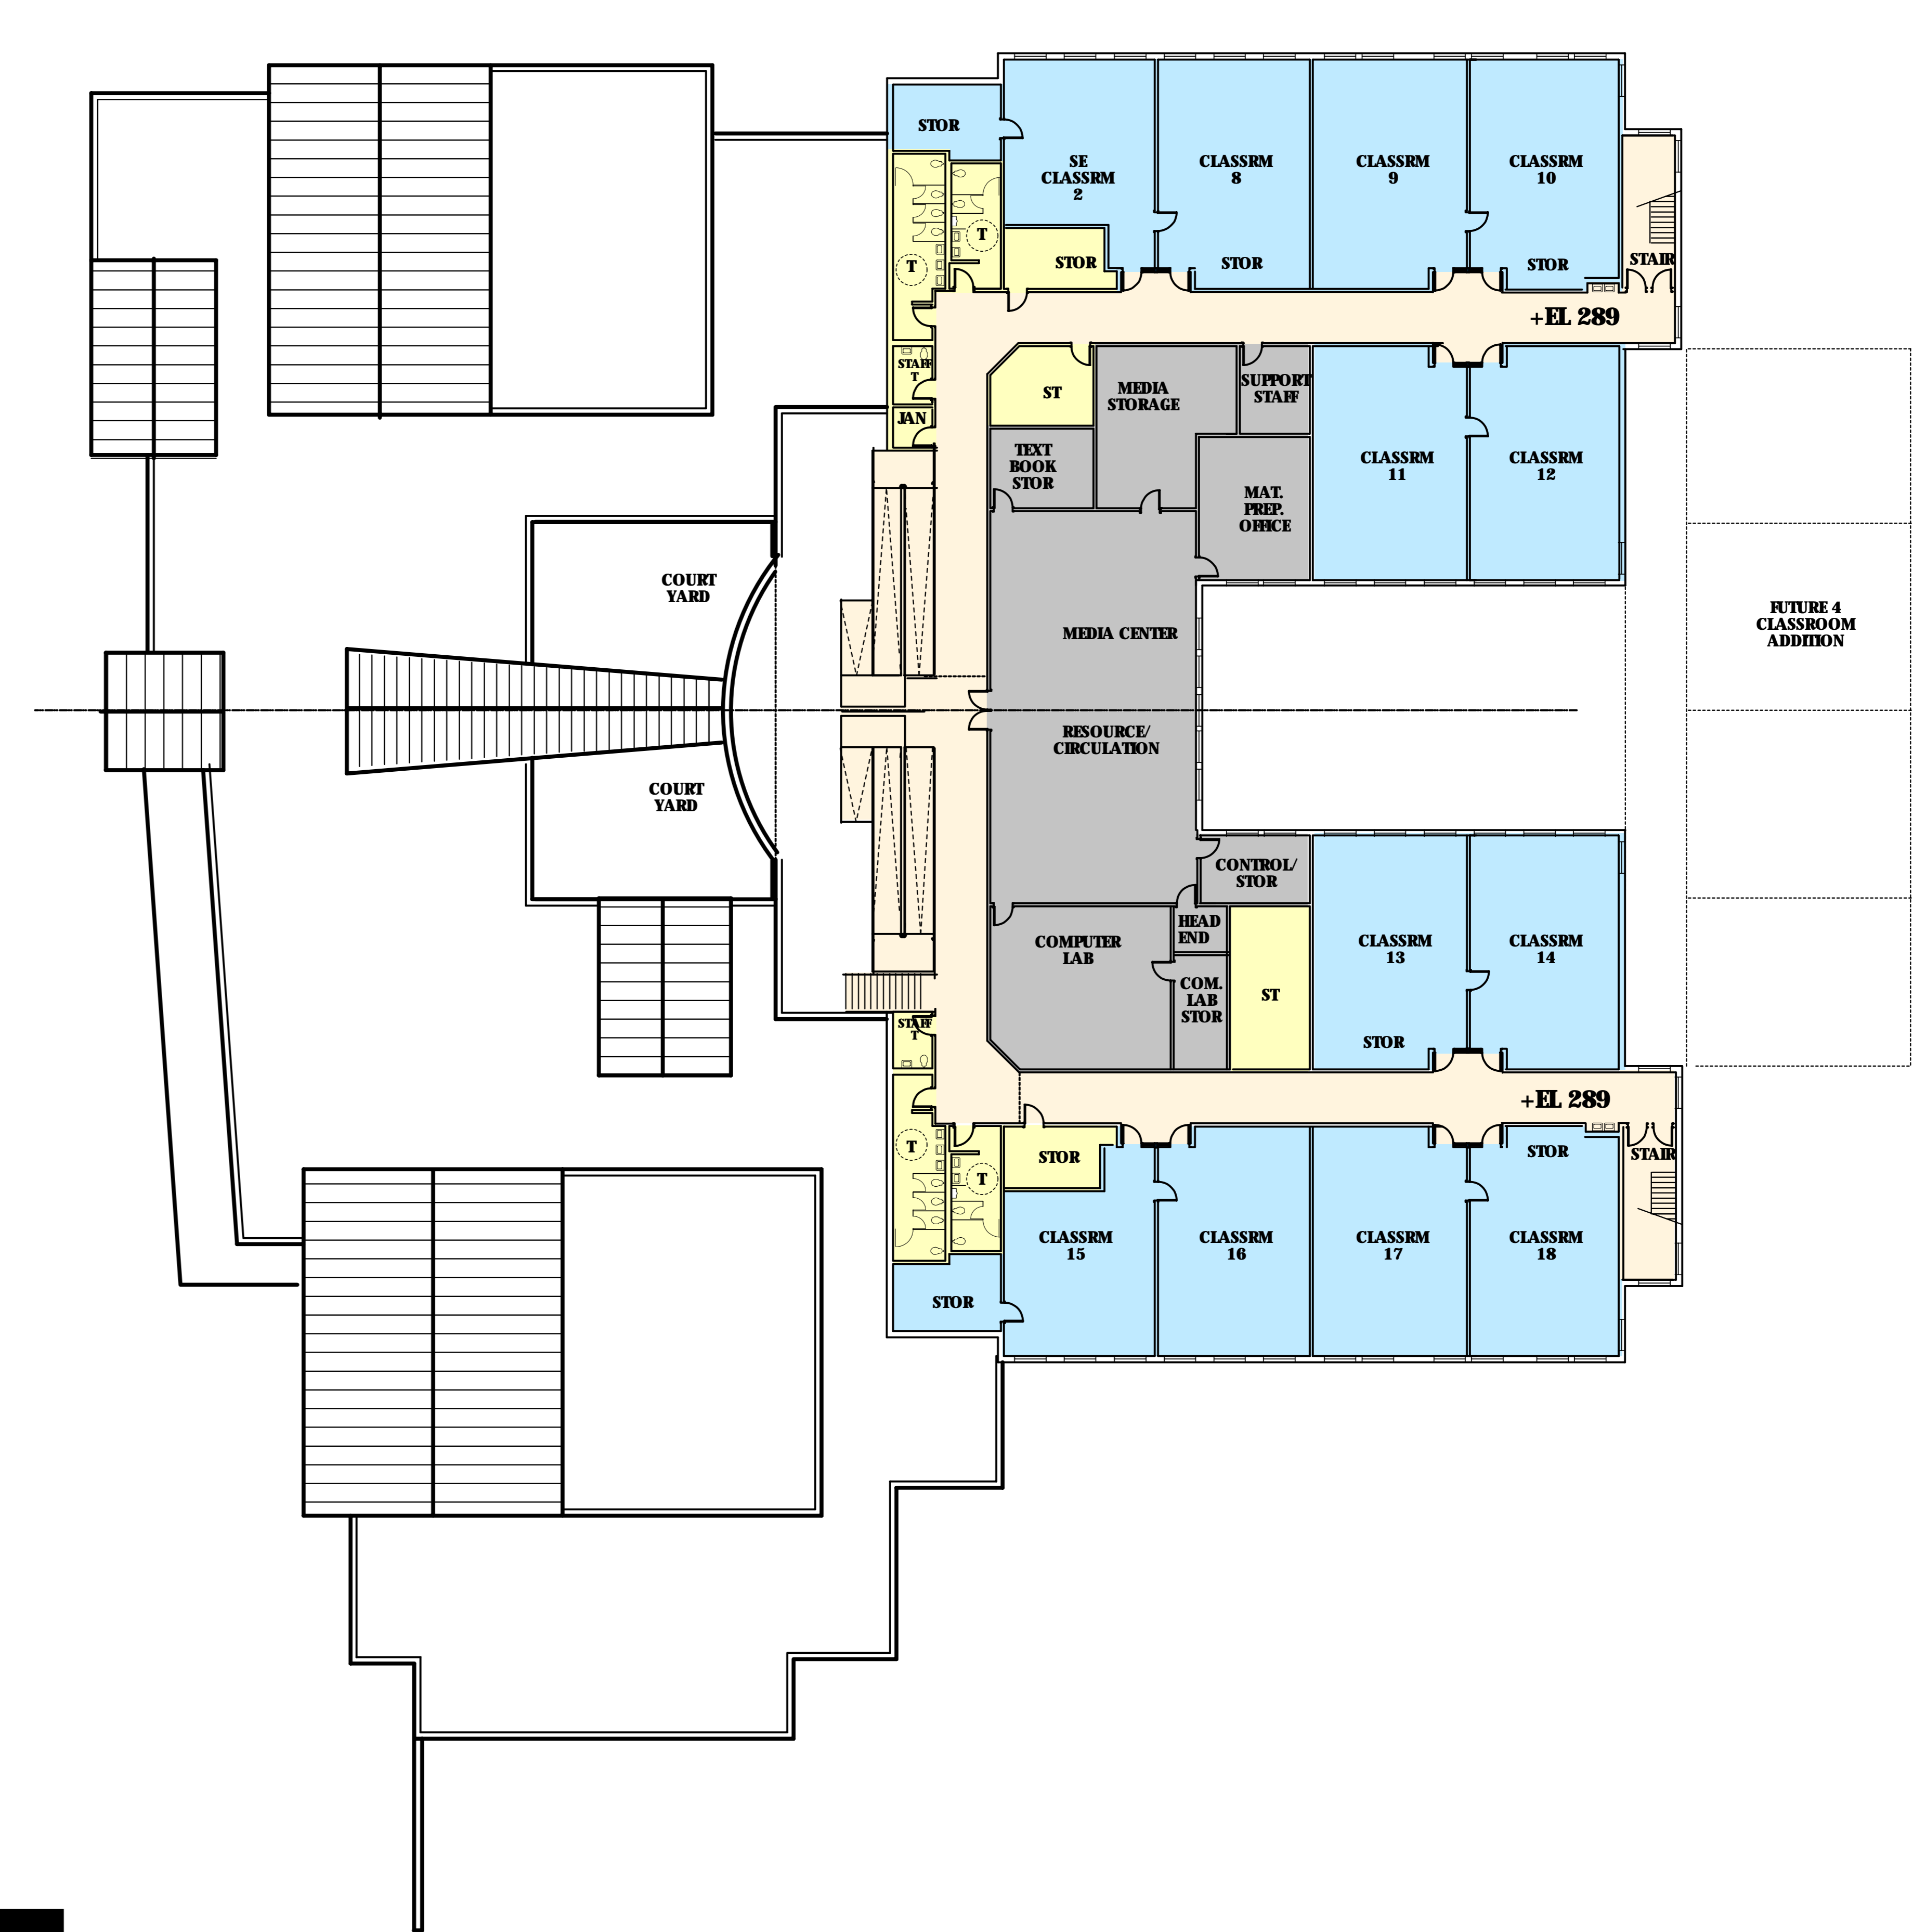 STOR
SE
CLASSRM
2
CLASSRM
8
CLASSRM
9
CLASSRM
10
T
T
STOR
STOR
STOR
STAIR
+EL 289
STAFF
T
JAN
ST
MEDIA
STORAGE
SUPPORT
STAFF
TEXT
BOOK
STOR
MAT.
PREP.
OFFICE
CLASSRM
11
CLASSRM
12
COURT
YARD
MEDIA CENTER
FUTURE 4
CLASSROOM
ADDITION
RESOURCE/
CIRCULATION
COURT
YARD
CONTROL/
STOR
COMPUTER
LAB
HEAD
END
COM.
LAB
STOR
ST
CLASSRM
13
CLASSRM
14
STOR
STAFF
T
+EL 289
T
T
STOR
STOR
STAIR
CLASSRM
15
CLASSRM
16
CLASSRM
17
CLASSRM
18
STOR